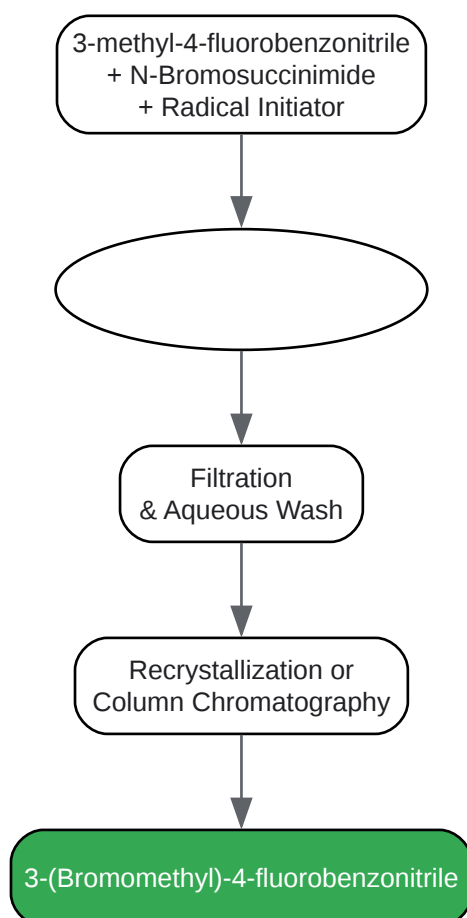 3-methyl-4-fluorobenzonitrile
+ N-Bromosuccinimide
+ Radical Initiator
Filtration
& Aqueous Wash
Recrystallization or
Column Chromatography
3-(Bromomethyl)-4-fluorobenzonitrile